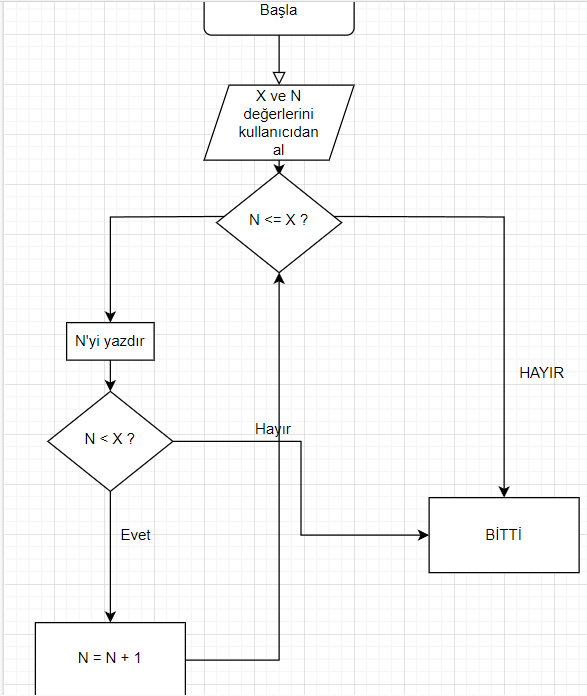 Başla
X ve N
değerlerini
kullanıcıdan
al
N <= X ?
N'yi yazdır
HAYIR
N < X ?
Hayır
Evet
BİTTİ
N = N + 1